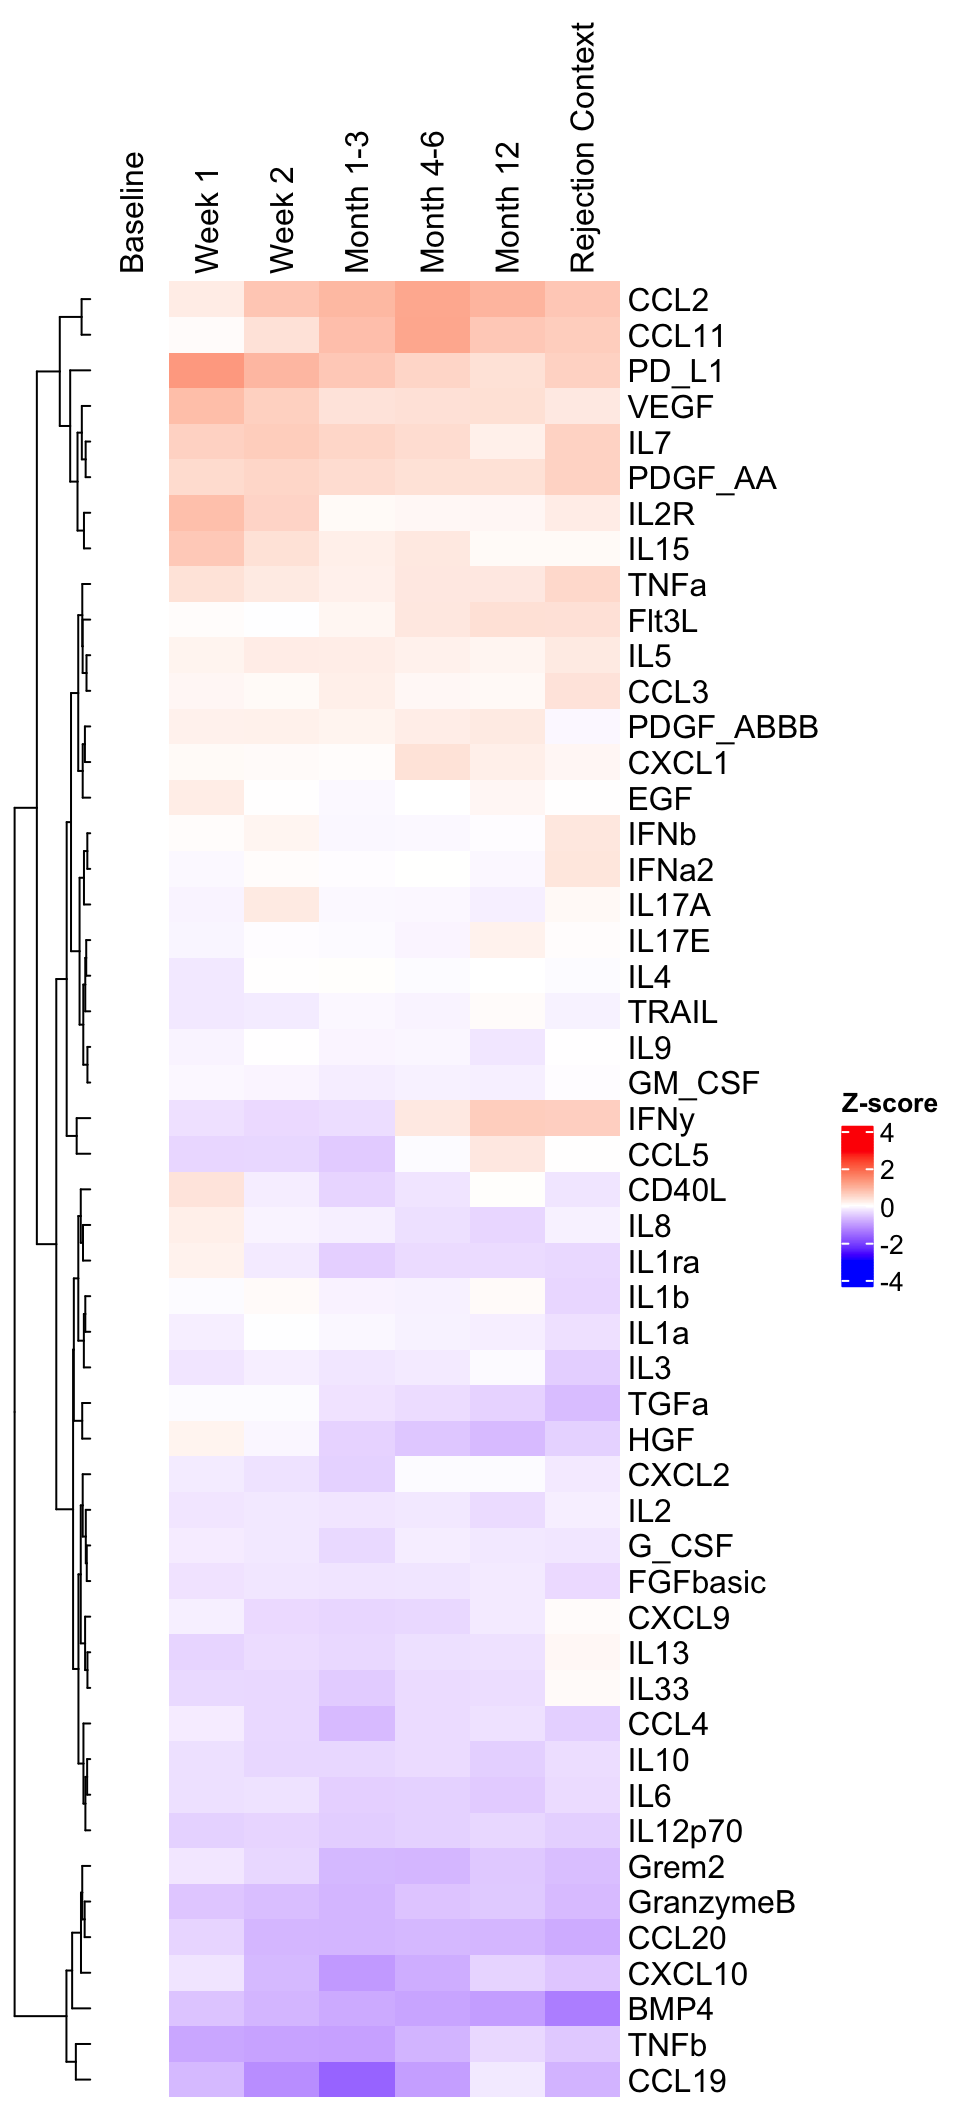 Baseline
Week 1
Week 2
Month 1-3
Month 4-6
Month 12
Rejection Context
CCL2
CCL11
PD_L1
VEGF
IL7
PDGF_AA
IL2R
IL15
TNFa
Flt3L
IL5
CCL3
PDGF_ABBB
CXCL1
EGF
IFNb
IFNa2
IL17A
IL17E
IL4
TRAIL
IL9
GM_CSF
IFNy
CCL5
CD40L
IL8
IL1ra
IL1b
IL1a
IL3
TGFa
HGF
CXCL2
IL2
G_CSF
FGFbasic
CXCL9
IL13
IL33
CCL4
IL10
IL6
IL12p70
Grem2
GranzymeB
CCL20
CXCL10
BMP4
TNFb
CCL19
Z-score
4
2
0
-2
-4